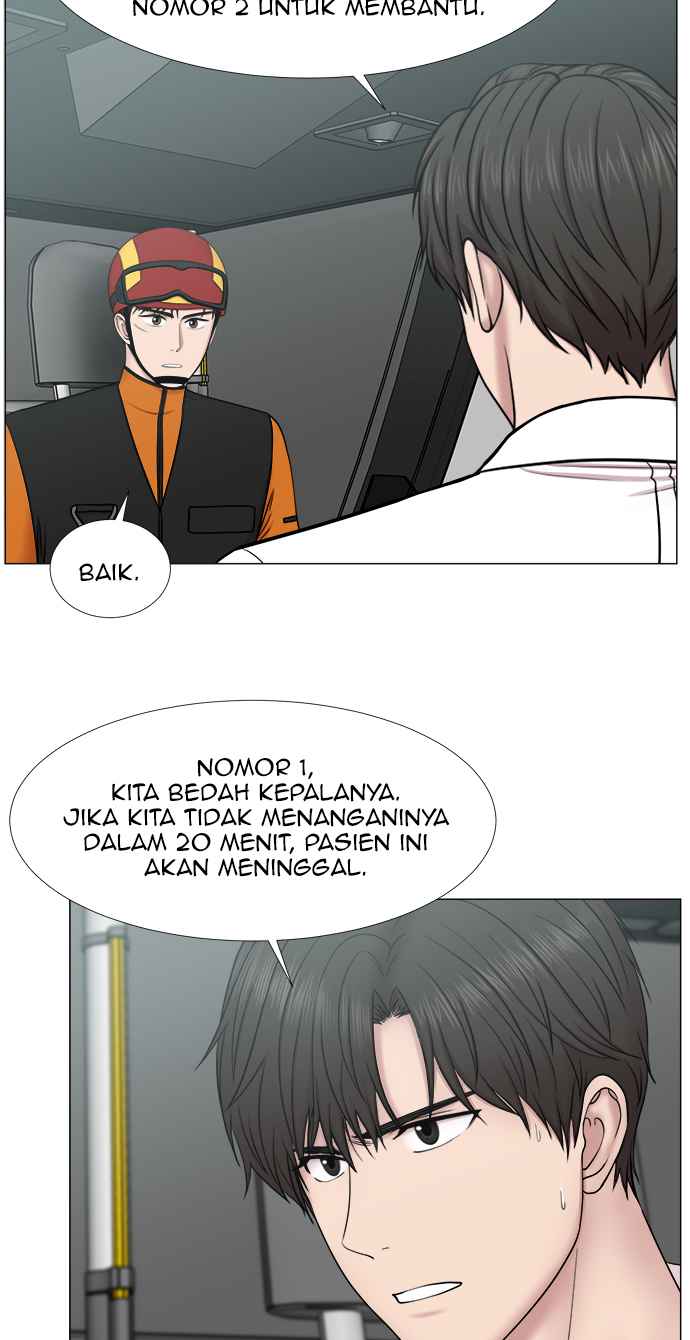 NOMOR 2 UNTUK MEMBANTU.
BAIK.
NOMOR 1,
KITA BEDAH KEPALANYA.
JIKA KITA TIDAK MENANGANINYA
DALAM 20 MENIT, PASIEN INI
AKAN MENINGGAL.